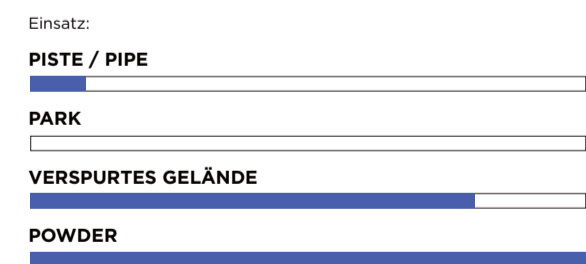 Einsatz:
PISTE / PIPE
PARK
VERSPURTES GELÄNDE
POWDER